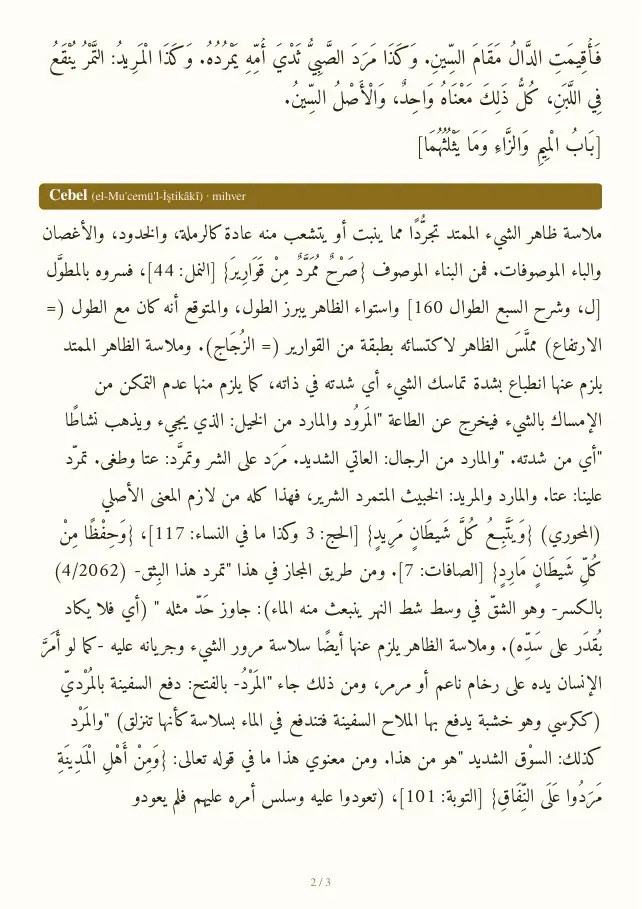 فَأُقِيمَتِ الدَّالُ مَقَامَ السِّينِ. وَكَذَا مَرَدَ الصَّبِيُّ ثَدْيَ أُمِّهِ يَمْرُدُهُ. وَكَذَا الْمَرِيدُ: التَّمْرُ يُنْقَعُ
فِي اللَّبَنِ، كُلُّ ذَلِكَ مَعْنَاهُ وَاحِدٌ، وَالْأَصْلُ السِّينُ.
[بَابُ الْمِيمِ وَالزَّاءِ وَمَا يَثْلُثُهُمَا]
Cebel (el-Mu'cemü'l-İştikâkî) · mihver
ملاسة ظاهر الشيء الممتد تجرُّدًا مما ينبت أو يتشعب منه عادة كالرملة، والخدود، والأغصان
والباء الموصوفات. فمن البناء الموصوف {صَرْحٌ مُمَرَّدٌ مِنْ قَوَارِيرَ} [النمل: 44]، فسروه بالمطوَّل
[ل، وشرح السبع الطوال 160] واستواء الظاهر يبرز الطول، والمتوقع أنه كان مع الطول (=
الارتفاع) مملَّسَ الظاهر لاكتسائه بطبقة من القوارير (= الزُجَاج). وملاسة الظاهر الممتد
يلزم عنها انطباع بشدة تماسك الشيء أي شدته في ذاته، كما يلزم منها عدم التمكن من
الإمساك بالشيء فيخرج عن الطاعة "المَروُد والمارد من الخيل: الذي يجيء ويذهب نشاطًا
"أي من شدته. "والمارد من الرجال: العاتي الشديد. مَرَد على الشر وتمرَّد: عتا وطغى. تمرّد
علينا: عتا. والمارد والمريد: الخبيث المتمرد الشرير، فهذا كله من لازم المعنى الأصلي
(المحوري) {وَيَتَّبِعُ كُلَّ شَيطَانٍ مَرِيدٍ} [الحج: 3 وكذا ما في النساء: 117]، {وَحِفْظًا مِنْ
كُلِّ شَيطَانٍ مَارِدٍ} [الصافات: 7]. ومن طريق المجاز في هذا "تمرد هذا البِثق- (4/2062)
بالكسر- وهو الشقّ في وسط شط النهر ينبعث منه الماء): جاوز حَدّ مثله " (أي فلا يكاد
يُقدَر على سَدِّه). وملاسة الظاهر يلزم عنها أيضًا سلاسة مرور الشيء وجريانه عليه -كما لو أمَرَّ
الإنسان يده على رخام ناعم أو مرمر، ومن ذلك جاء "المَرْدُ- بالفتح: دفع السفينة بالمُرْديّ
(ككرسي وهو خشبة يدفع بها الملاح السفينة فتندفع في الماء بسلاسة كأنها تنزلق) "والمَرْد
كذلك: السوْق الشديد "هو من هذا. ومن معنوي هذا ما في قوله تعالى: {وَمِنْ أَهْلِ الْمَدِينَةِ
مَرَدُوا عَلَى النِّفَاقِ} [التوبة: 101]، (تعودوا عليه وسلس أمره عليهم فلم يعودو
2 / 3